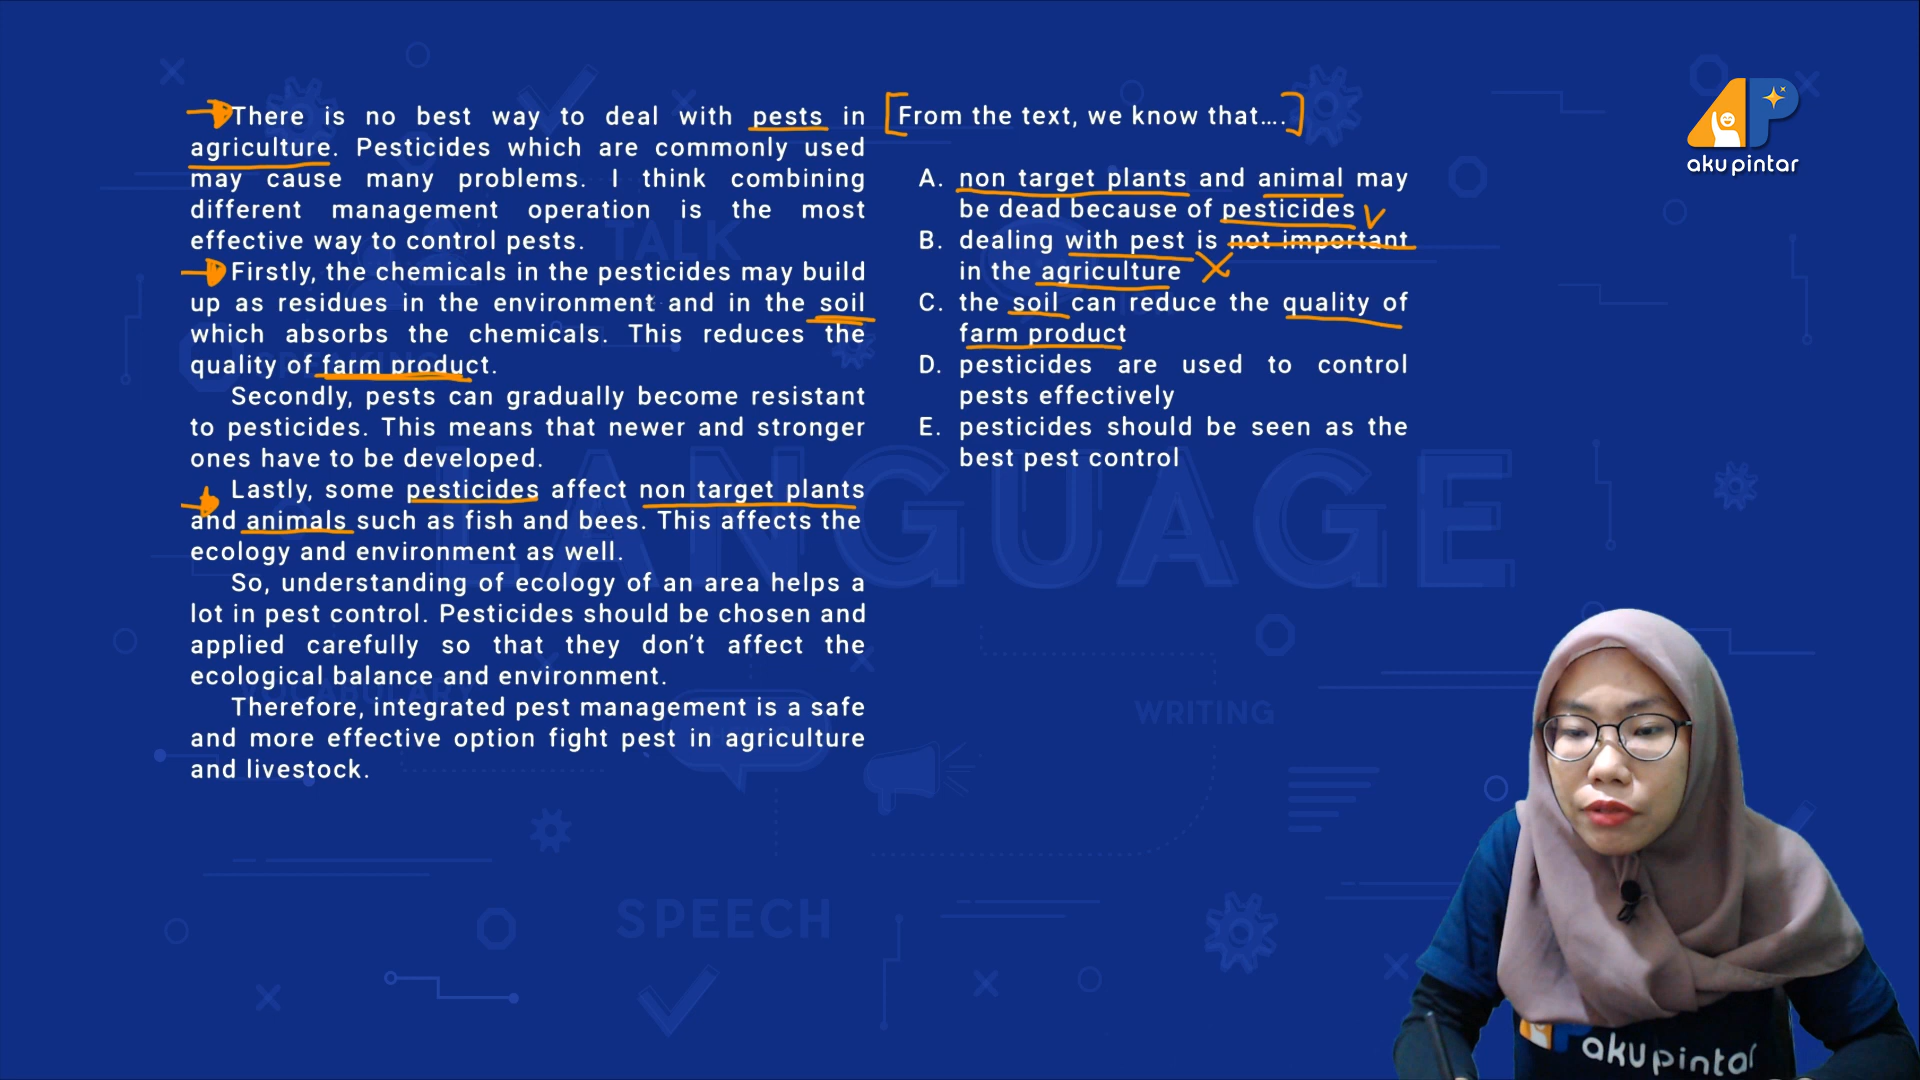 There is no best way to deal with pests in
agriculture. Pesticides which are commonly used
may cause many problems. I think combining
different management operation is the most
effective way to control pests.
Firstly, the chemicals in the pesticides may build
up as residues in the environment and in the soil
which absorbs the chemicals. This reduces the
quality of farm product.
Secondly, pests can gradually become resistant
to pesticides. This means that newer and stronger
ones have to be developed.
Lastly, some pesticides affect non target plants
and animals such as fish and bees. This affects the
ecology and environment as well.
So, understanding of ecology of an area helps a
lot in pest control. Pesticides should be chosen and
applied carefully so that they don't affect the
ecological balance and environment.
Therefore, integrated pest management is a safe
and more effective option fight pest in agriculture
and livestock.
From the text, we know that....
A. non target plants and animal may
be dead because of pesticides
B. dealing with pest is not important
in the agriculture
C. the soil can reduce the quality of
farm product
D. pesticides are used to control
pests effectively
E. pesticides should be seen as the
best pest control
aku pintar
TALK
LANGUAGE
VOCABULARY
WRITING
SPEECH
aku pintar